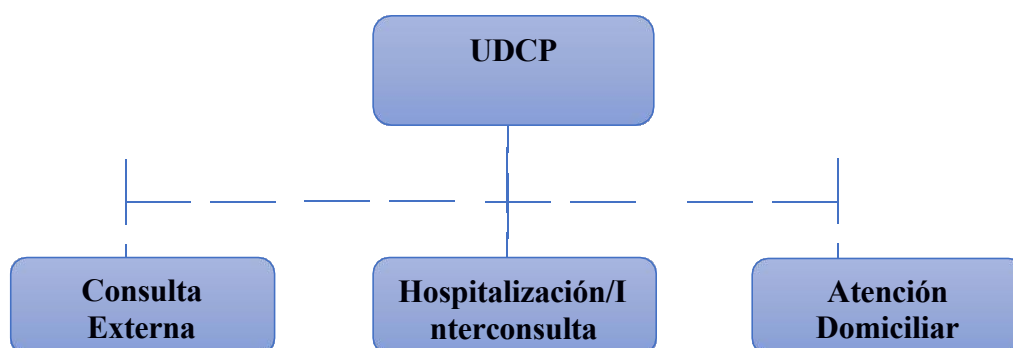 UDCP
Consulta
Externa
Hospitalización/I
nterconsulta
Atención
Domiciliar